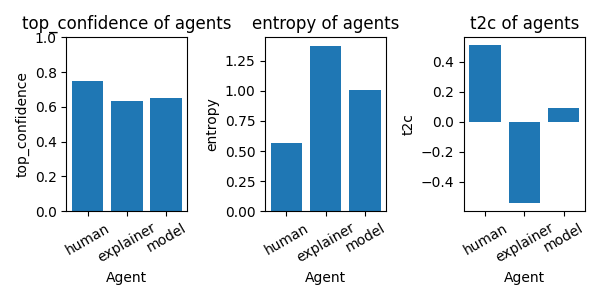 top_confidence of agents
top_confidence
1.0
0.8
0.6
0.4
0.2
0.0
human
explainer
model
Agent
entropy of agents
entropy
1.25
1.00
0.75
0.50
0.25
0.00
human
explainer
model
Agent
t2c of agents
t2c
0.4
0.2
0.0
−0.2
−0.4
human
explainer
model
Agent